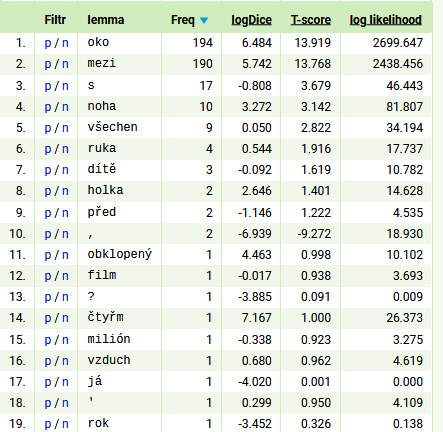 Filtr lemma Freq logDice T-score log likelihood
1. p / n oko 194 6.484 13.919 2699.647
2. p / n mezi 190 5.742 13.768 2438.456
3. p / n s 17 -0.808 3.679 46.443
4. p / n noha 10 3.272 3.142 81.807
5. p / n všechen 9 0.050 2.822 34.194
6. p / n ruka 4 0.544 1.916 17.737
7. p / n dítě 3 -0.092 1.619 10.782
8. p / n holka 2 2.646 1.401 14.628
9. p / n před 2 -1.146 1.222 4.535
10. p / n , 2 -6.939 -9.272 18.930
11. p / n obklopený 1 4.463 0.998 10.102
12. p / n film 1 -0.017 0.938 3.693
13. p / n ? 1 -3.885 0.091 0.009
14. p / n čtyřm 1 7.167 1.000 26.373
15. p / n milión 1 -0.338 0.923 3.275
16. p / n vzduch 1 0.680 0.962 4.619
17. p / n já 1 -4.020 0.001 0.000
18. p / n ' 1 0.299 0.950 4.109
19. p / n rok 1 -3.452 0.326 0.138